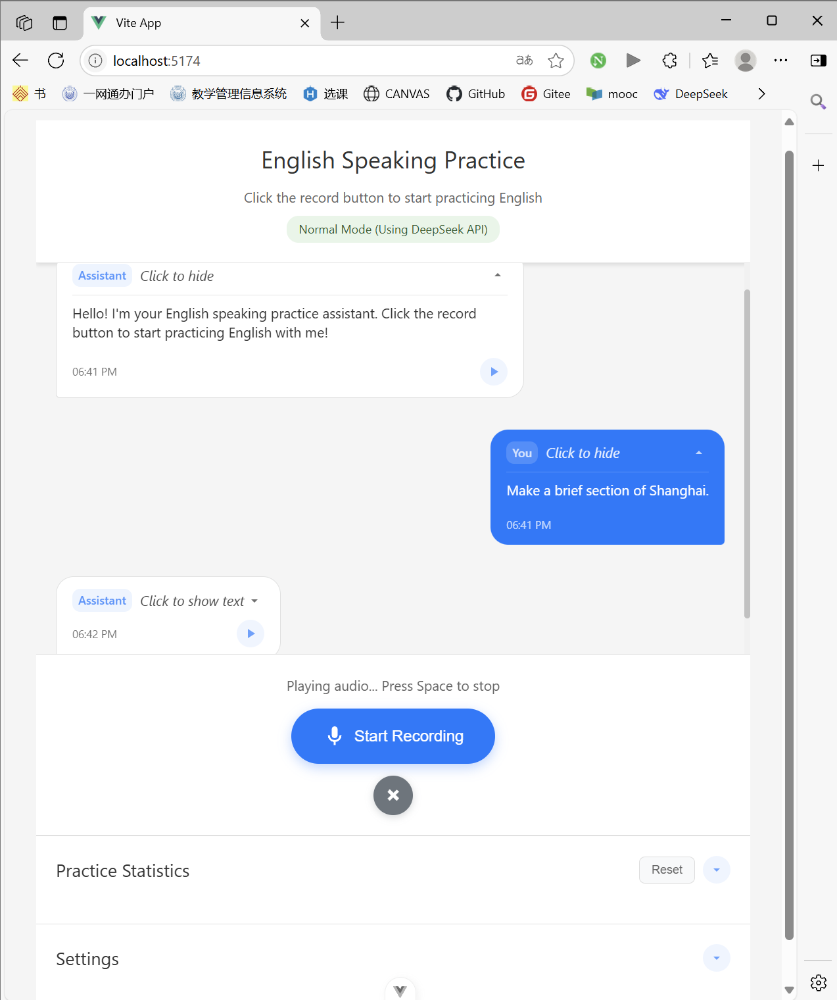 Vite App
localhost:5174
aあ
书
一网通办门户
教学管理信息系统
选课
CANVAS
GitHub
Gitee
mooc
DeepSeek
English Speaking Practice
Click the record button to start practicing English
Normal Mode (Using DeepSeek API)
Assistant Click to hide
Hello! I'm your English speaking practice assistant. Click the record
button to start practicing English with me!
06:41 PM
You Click to hide
Make a brief section of Shanghai.
06:41 PM
Assistant Click to show text
06:42 PM
Playing audio... Press Space to stop
Start Recording
Practice Statistics
Reset
Settings